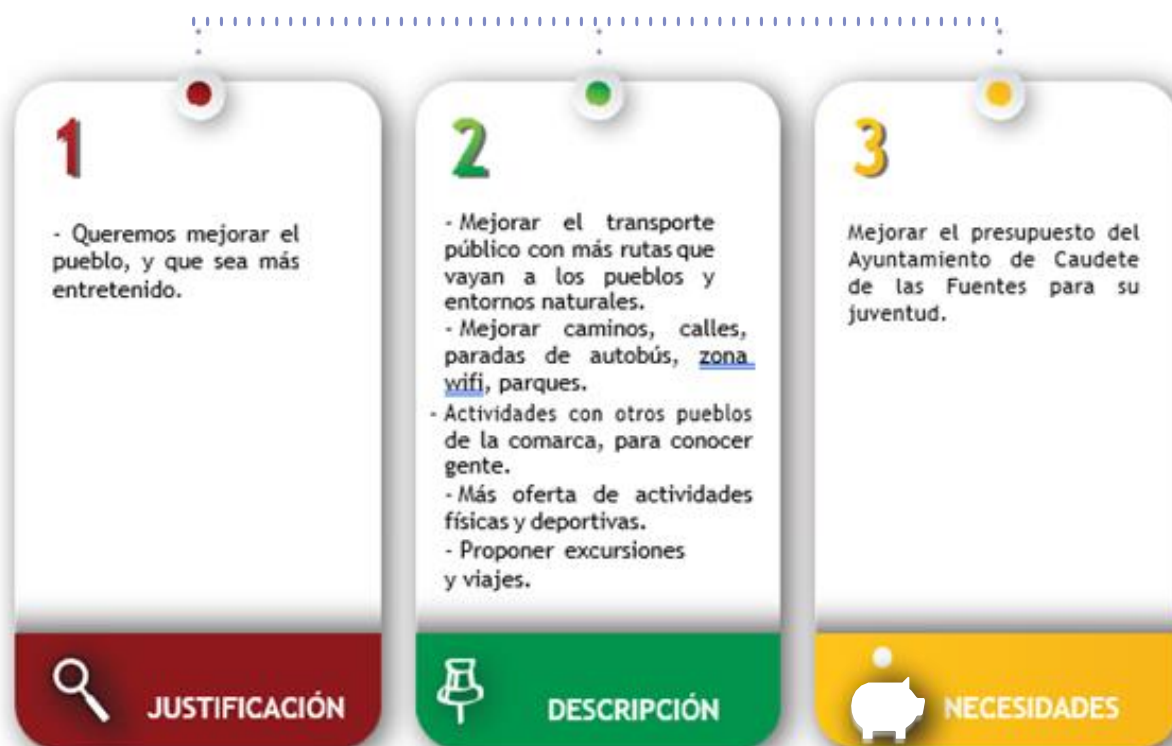 1
- Queremos mejorar el
pueblo, y que sea más
entretenido.
JUSTIFICACIÓN
2
- Mejorar el transporte
público con más rutas que
vayan a los pueblos y
entornos naturales.
- Mejorar caminos, calles,
paradas de autobús, zona
wifi, parques.
- Actividades con otros pueblos
de la comarca, para conocer
gente.
- Más oferta de actividades
físicas y deportivas.
- Proponer excursiones
y viajes.
DESCRIPCIÓN
3
Mejorar el presupuesto del
Ayuntamiento de Caudete
de las Fuentes para su
juventud.
NECESIDADES